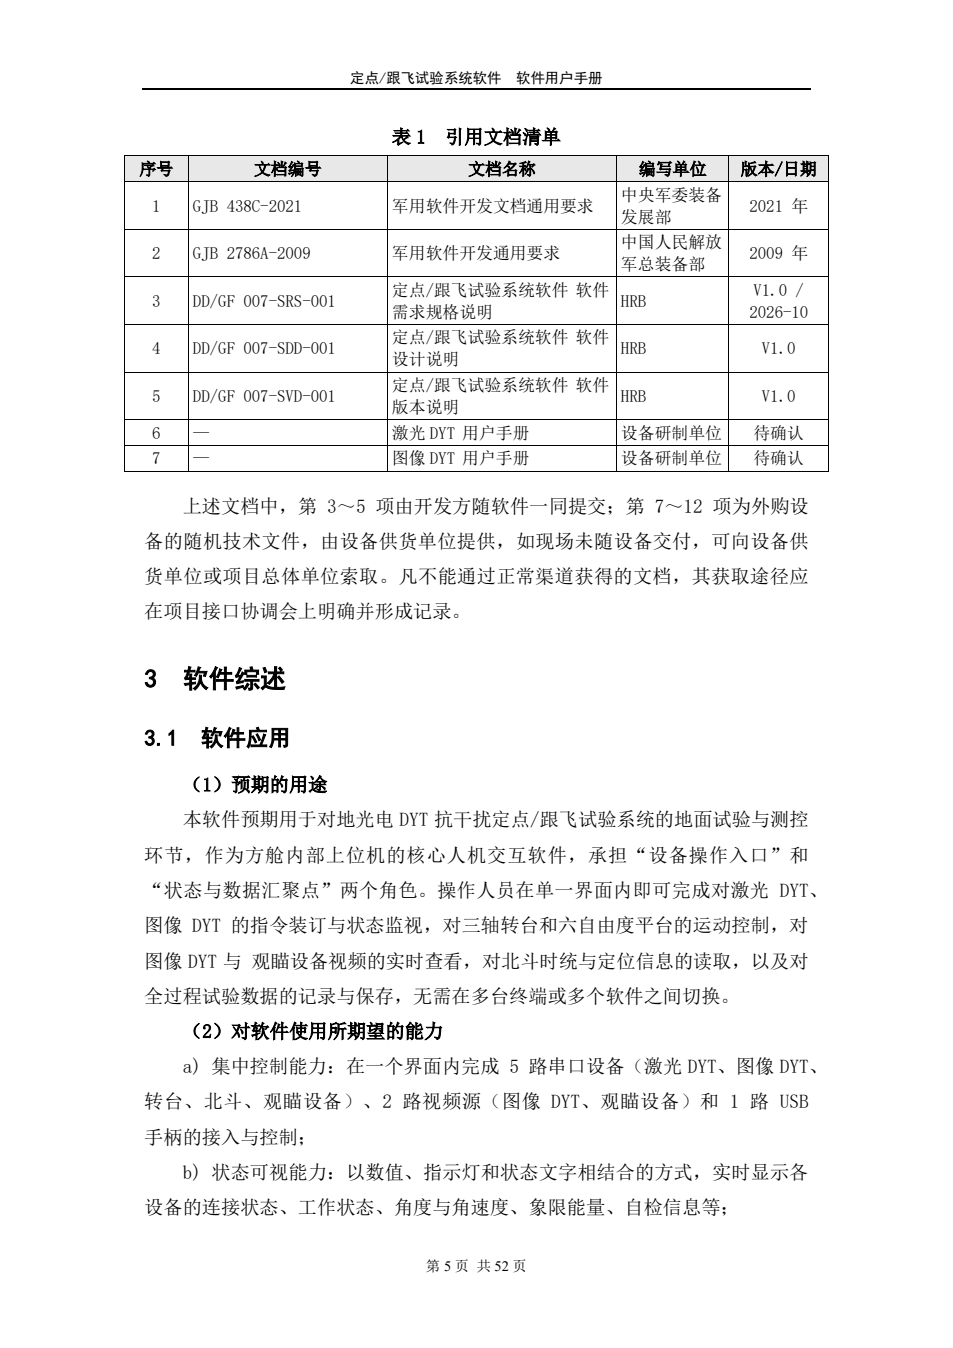 定点/跟飞试验系统软件 软件用户手册
表 1 引用文档清单
序号 文档编号 文档名称 编写单位 版本/日期
1 GJB 438C-2021 军用软件开发文档通用要求 中央军委装备发展部 2021 年
2 GJB 2786A-2009 军用软件开发通用要求 中国人民解放军总装备部 2009 年
3 DD/GF 007-SRS-001 定点/跟飞试验系统软件 软件需求规格说明 HRB V1.0 / 2026-10
4 DD/GF 007-SDD-001 定点/跟飞试验系统软件 软件设计说明 HRB V1.0
5 DD/GF 007-SVD-001 定点/跟飞试验系统软件 软件版本说明 HRB V1.0
6 — 激光 DYT 用户手册 设备研制单位 待确认
7 — 图像 DYT 用户手册 设备研制单位 待确认
上述文档中，第 3～5 项由开发方随软件一同提交；第 7～12 项为外购设
备的随机技术文件，由设备供货单位提供，如现场未随设备交付，可向设备供
货单位或项目总体单位索取。凡不能通过正常渠道获得的文档，其获取途径应
在项目接口协调会上明确并形成记录。
3 软件综述
3.1 软件应用
（1）预期的用途
本软件预期用于对地光电 DYT 抗干扰定点/跟飞试验系统的地面试验与测控
环节，作为方舱内部上位机的核心人机交互软件，承担“设备操作入口”和
“状态与数据汇聚点”两个角色。操作人员在单一界面内即可完成对激光 DYT、
图像 DYT 的指令装订与状态监视，对三轴转台和六自由度平台的运动控制，对
图像 DYT 与 观瞄设备视频的实时查看，对北斗时统与定位信息的读取，以及对
全过程试验数据的记录与保存，无需在多台终端或多个软件之间切换。
（2）对软件使用所期望的能力
a) 集中控制能力：在一个界面内完成 5 路串口设备（激光 DYT、图像 DYT、
转台、北斗、观瞄设备）、2 路视频源（图像 DYT、观瞄设备）和 1 路 USB
手柄的接入与控制；
b) 状态可视能力：以数值、指示灯和状态文字相结合的方式，实时显示各
设备的连接状态、工作状态、角度与角速度、象限能量、自检信息等；
第 5 页 共 52 页